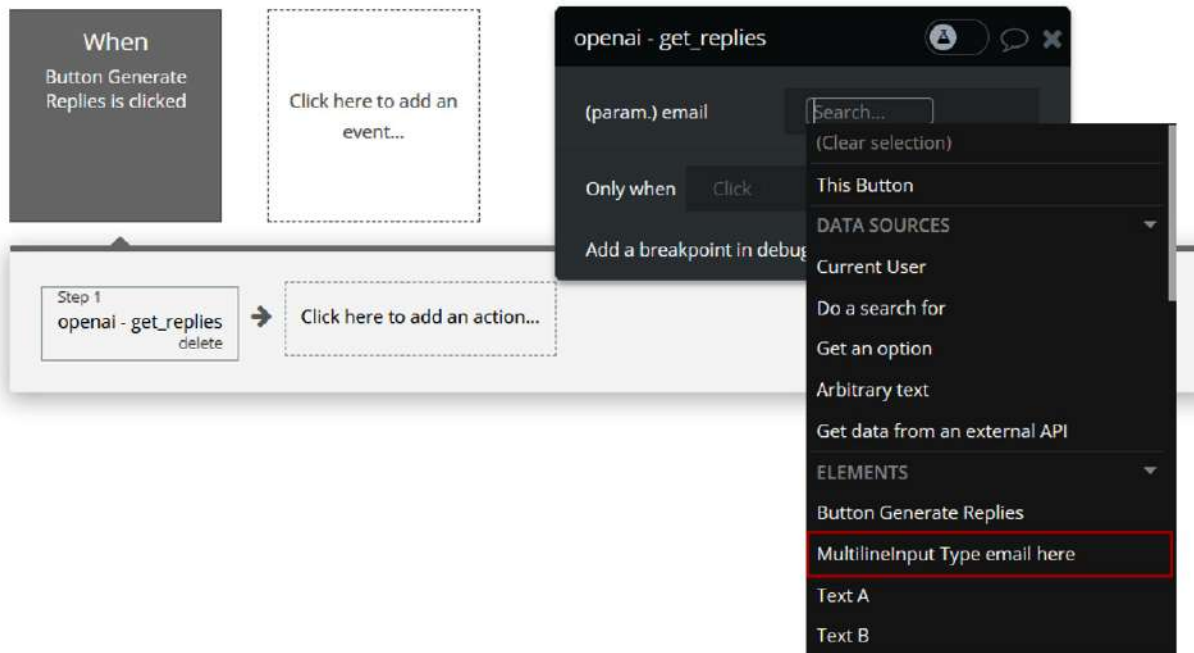 When
Button Generate
Replies is clicked
Click here to add an
event...
openai - get_replies
(param.) email
Search...
(Clear selection)
This Button
DATA SOURCES
Current User
Do a search for
Get an option
Arbitrary text
Get data from an external API
ELEMENTS
Button Generate Replies
MultilineInput Type email here
Text A
Text B
Only when
Click
Add a breakpoint in debug
Step 1
openai - get_replies
delete
Click here to add an action...